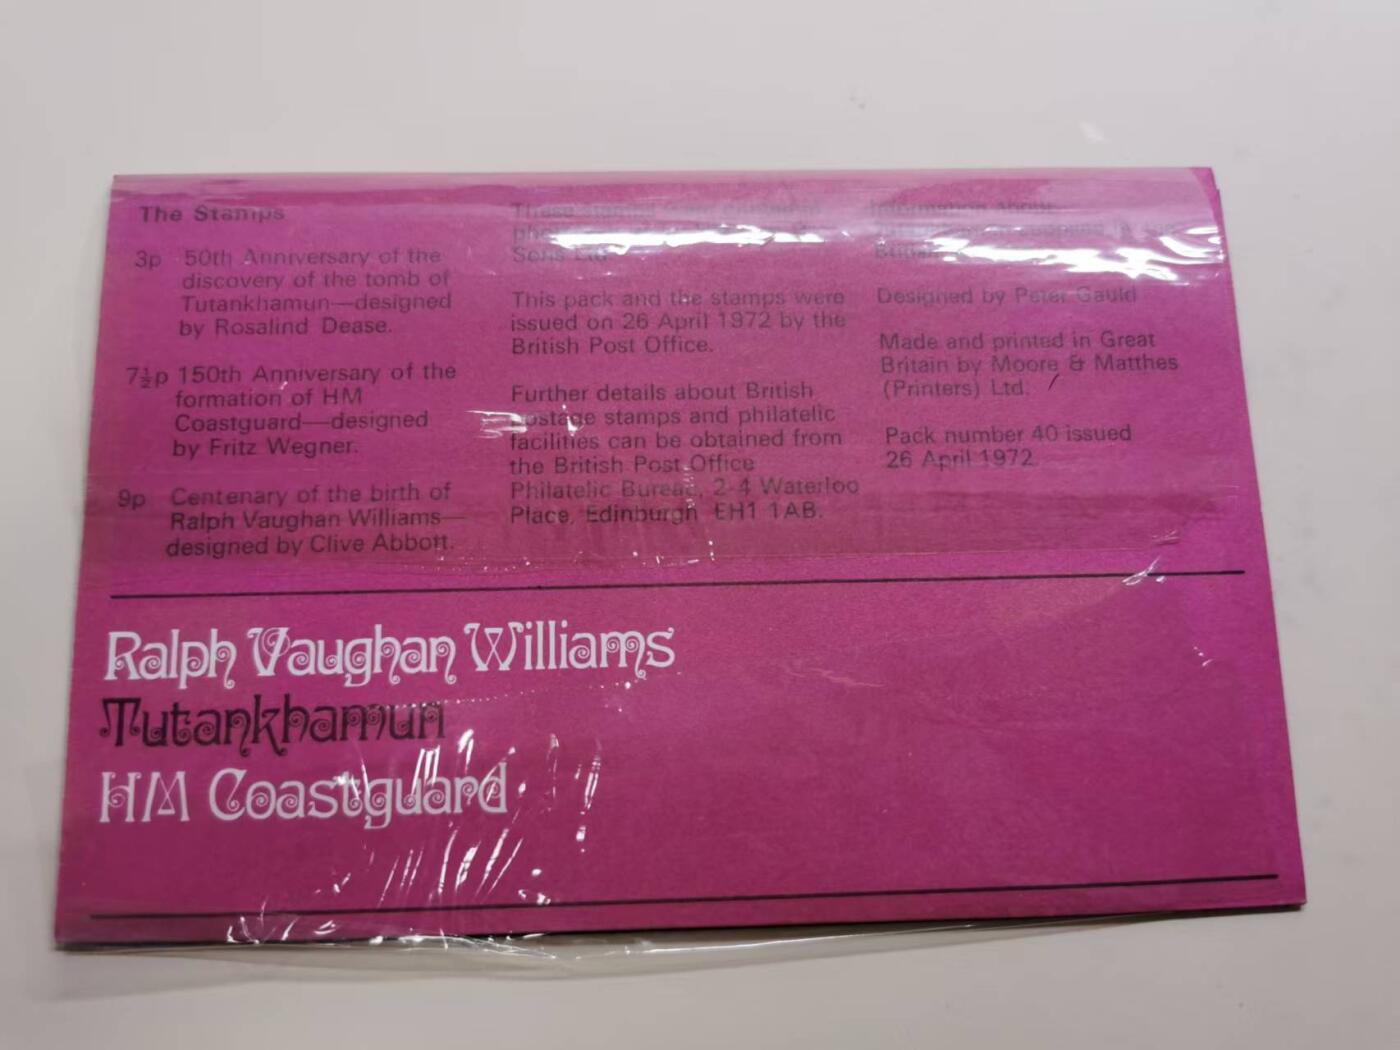 The Stamps
3p 50th Anniversary of the
discovery of the tomb of
Tutankhamun—designed
by Rosalind Dease.
7½p 150th Anniversary of the
formation of HM
Coastguard—designed
by Fritz Wegner.
9p Centenary of the birth of
Ralph Vaughan Williams—
designed by Clive Abbott.
These stamps
Sons Ltd
This pack and the stamps were
issued on 26 April 1972 by the
British Post Office.
Further details about British
postage stamps and philatelic
facilities can be obtained from
the British Post Office
Philatelic Bureau, 2-4 Waterloo
Place, Edinburgh EH1 1AB.
Information about
Designed by Peter Gauld
Made and printed in Great
Britain by Moore & Matthes
(Printers) Ltd.
Pack number 40 issued
26 April 1972.
Ralph Vaughan Williams
Tutankhamun
HM Coastguard